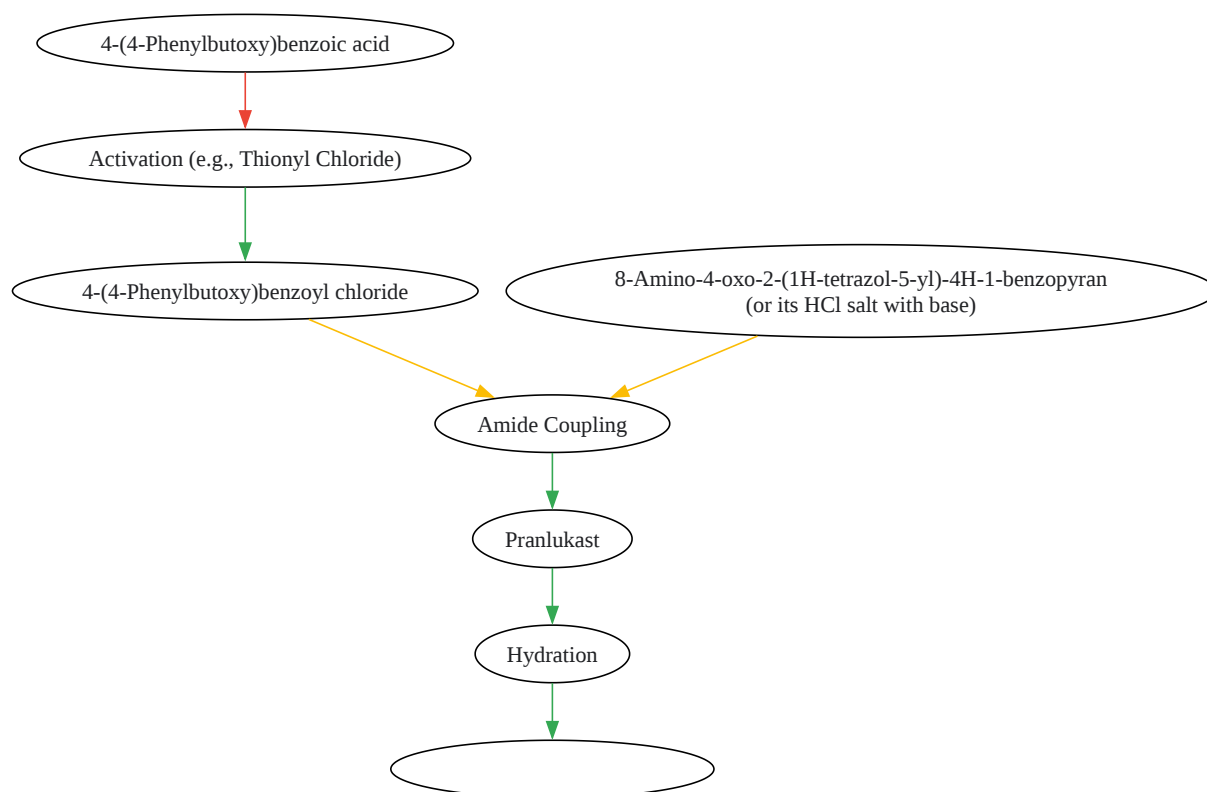 4-(4-Phenylbutoxy)benzoic acid
Activation (e.g., Thionyl Chloride)
4-(4-Phenylbutoxy)benzoyl chloride
8-Amino-4-oxo-2-(1H-tetrazol-5-yl)-4H-1-benzopyran
(or its HCl salt with base)
Amide Coupling
Pranlukast
Hydration